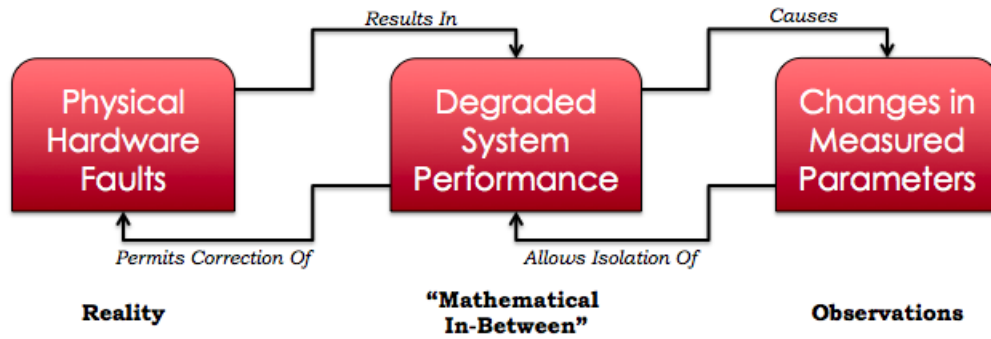 Results In
Causes
Physical
Hardware
Faults
Degraded
System
Performance
Changes in
Measured
Parameters
Permits Correction Of
Allows Isolation Of
Reality
“Mathematical
In-Between”
Observations